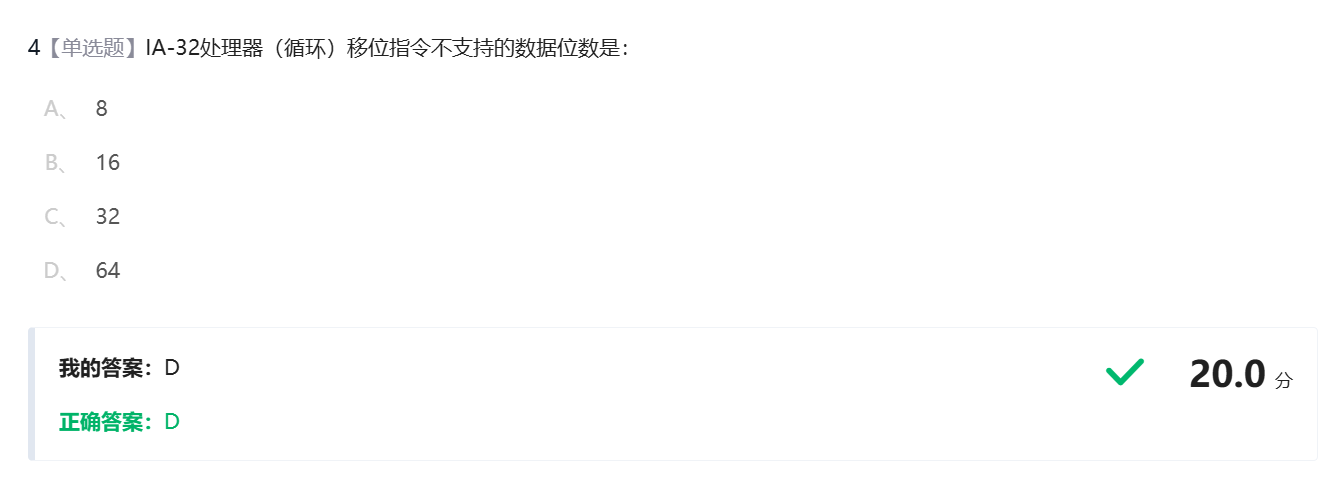 4【单选题】IA-32处理器（循环）移位指令不支持的数据位数是：
A、 8
B、 16
C、 32
D、 64
我的答案：D
20.0 分
正确答案：D